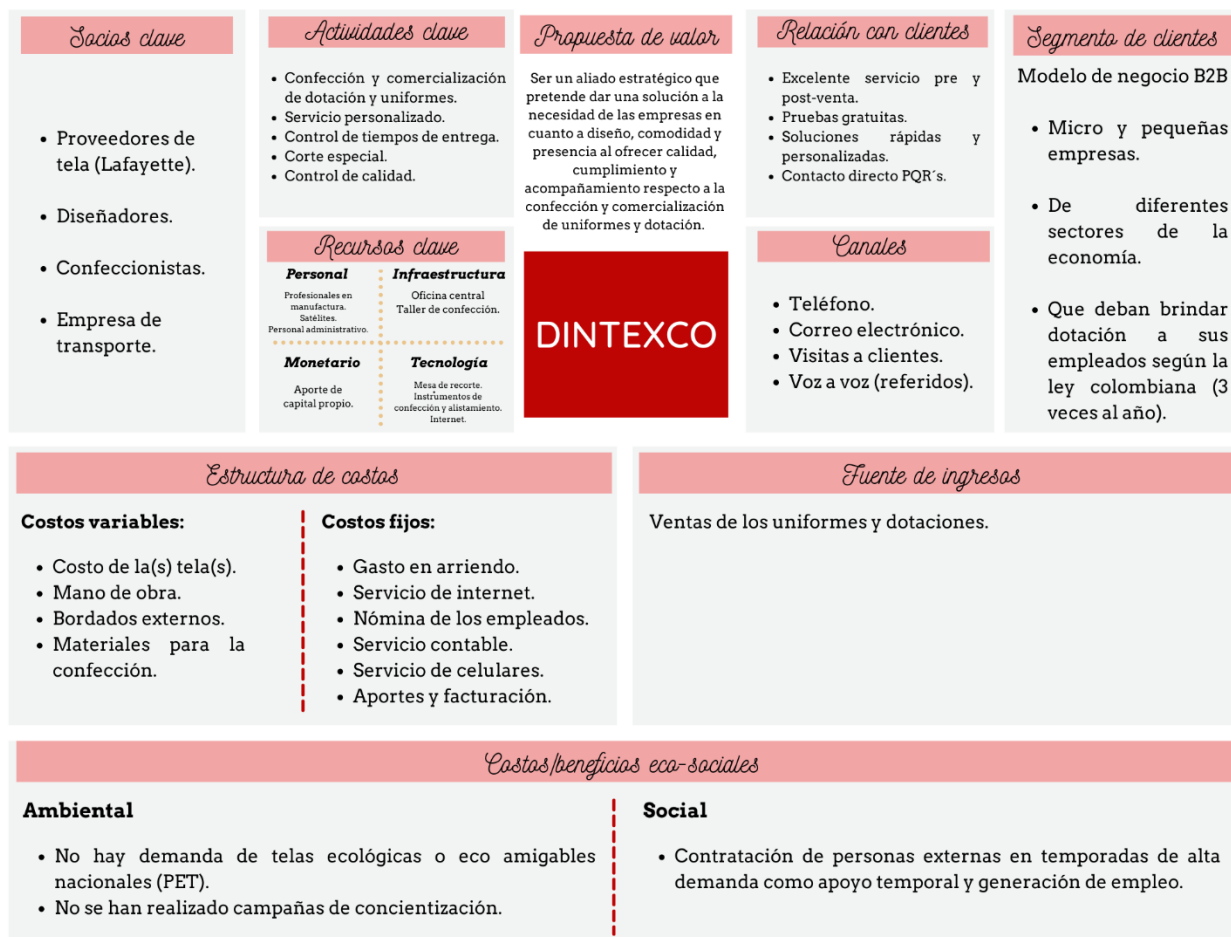 Socios clave
• Proveedores de
tela (Lafayette).
• Diseñadores.
• Confeccionistas.
• Empresa de
transporte.
Actividades clave
• Confección y comercialización
de dotación y uniformes.
• Servicio personalizado.
• Control de tiempos de entrega.
• Corte especial.
• Control de calidad.
Recursos clave
Personal
Profesionales en
manufactura.
Satélites.
Personal administrativo.
Infraestructura
Oficina central
Taller de confección.
Monetario
Aporte de
capital propio.
Tecnología
Mesa de recorte.
Instrumentos de
confección y alistamiento.
Internet.
Propuesta de valor
Ser un aliado estratégico que
pretende dar una solución a la
necesidad de las empresas en
cuanto a diseño, comodidad y
presencia al ofrecer calidad,
cumplimiento y
acompañamiento respecto a la
confección y comercialización
de uniformes y dotación.
DINTEXCO
Relación con clientes
• Excelente servicio pre y
post-venta.
• Pruebas gratuitas.
• Soluciones rápidas y
personalizadas.
• Contacto directo PQR´s.
Canales
• Teléfono.
• Correo electrónico.
• Visitas a clientes.
• Voz a voz (referidos).
Segmento de clientes
Modelo de negocio B2B
• Micro y pequeñas
empresas.
• De diferentes
sectores de la
economía.
• Que deban brindar
dotación a sus
empleados según la
ley colombiana (3
veces al año).
Estructura de costos
Costos variables:
• Costo de la(s) tela(s).
• Mano de obra.
• Bordados externos.
• Materiales para la
confección.
Costos fijos:
• Gasto en arriendo.
• Servicio de internet.
• Nómina de los empleados.
• Servicio contable.
• Servicio de celulares.
• Aportes y facturación.
Fuente de ingresos
Ventas de los uniformes y dotaciones.
Costos/beneficios eco-sociales
Ambiental
• No hay demanda de telas ecológicas o eco amigables
nacionales (PET).
• No se han realizado campañas de concientización.
Social
• Contratación de personas externas en temporadas de alta
demanda como apoyo temporal y generación de empleo.